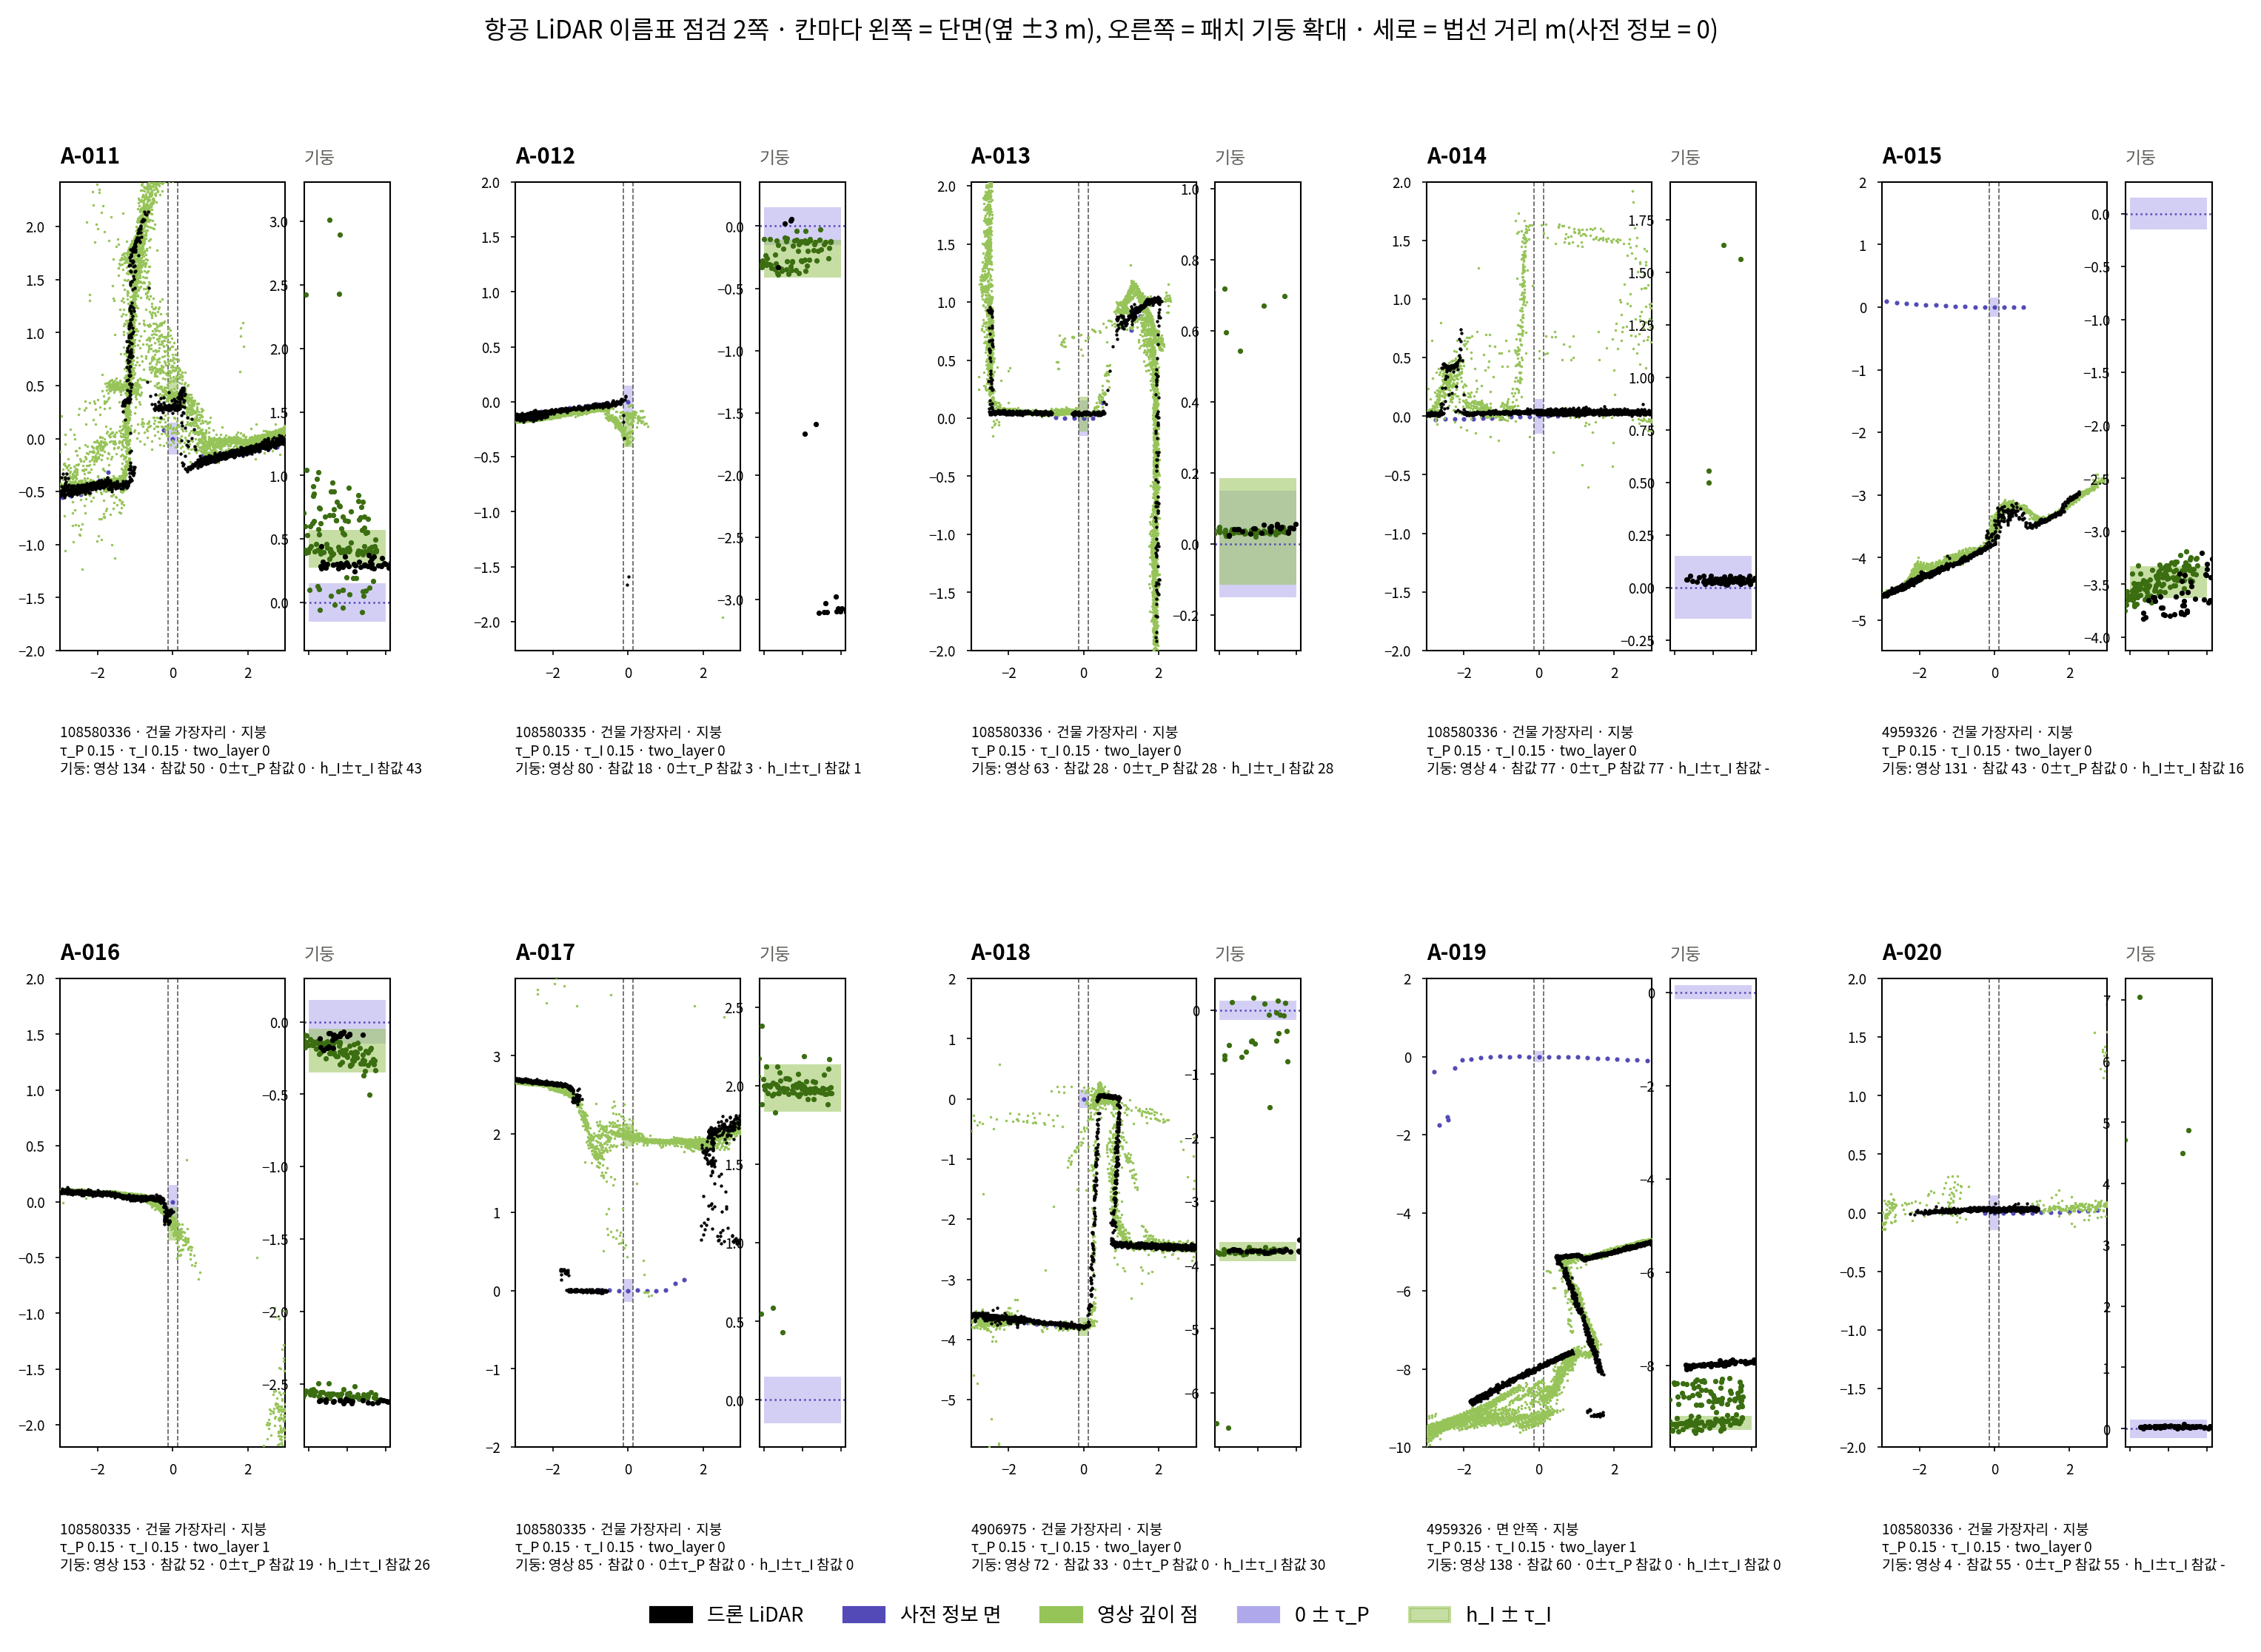 항공 LiDAR 이름표 점검 2쪽 · 칸마다 왼쪽 = 단면(옆 ±3 m), 오른쪽 = 패치 기둥 확대 · 세로 = 법선 거리 m(사전 정보 = 0)
A-011 기둥 A-012 기둥 A-013 기둥 A-014 기둥 A-015 기둥
108580336 · 건물 가장자리 · 지붕
τ_P 0.15 · τ_I 0.15 · two_layer 0
기둥: 영상 134 · 참값 50 · 0±τ_P 참값 0 · h_I±τ_I 참값 43
108580335 · 건물 가장자리 · 지붕
τ_P 0.15 · τ_I 0.15 · two_layer 0
기둥: 영상 80 · 참값 18 · 0±τ_P 참값 3 · h_I±τ_I 참값 1
108580336 · 건물 가장자리 · 지붕
τ_P 0.15 · τ_I 0.15 · two_layer 0
기둥: 영상 63 · 참값 28 · 0±τ_P 참값 28 · h_I±τ_I 참값 28
108580336 · 건물 가장자리 · 지붕
τ_P 0.15 · τ_I 0.15 · two_layer 0
기둥: 영상 4 · 참값 77 · 0±τ_P 참값 77 · h_I±τ_I 참값 -
4959326 · 건물 가장자리 · 지붕
τ_P 0.15 · τ_I 0.15 · two_layer 0
기둥: 영상 131 · 참값 43 · 0±τ_P 참값 0 · h_I±τ_I 참값 16
A-016 기둥 A-017 기둥 A-018 기둥 A-019 기둥 A-020 기둥
108580335 · 건물 가장자리 · 지붕
τ_P 0.15 · τ_I 0.15 · two_layer 1
기둥: 영상 153 · 참값 52 · 0±τ_P 참값 19 · h_I±τ_I 참값 26
108580335 · 건물 가장자리 · 지붕
τ_P 0.15 · τ_I 0.15 · two_layer 0
기둥: 영상 85 · 참값 0 · 0±τ_P 참값 0 · h_I±τ_I 참값 0
4906975 · 건물 가장자리 · 지붕
τ_P 0.15 · τ_I 0.15 · two_layer 0
기둥: 영상 72 · 참값 33 · 0±τ_P 참값 0 · h_I±τ_I 참값 30
4959326 · 면 안쪽 · 지붕
τ_P 0.15 · τ_I 0.15 · two_layer 1
기둥: 영상 138 · 참값 60 · 0±τ_P 참값 0 · h_I±τ_I 참값 0
108580336 · 건물 가장자리 · 지붕
τ_P 0.15 · τ_I 0.15 · two_layer 0
기둥: 영상 4 · 참값 55 · 0±τ_P 참값 55 · h_I±τ_I 참값 -
드론 LiDAR 사전 정보 면 영상 깊이 점 0 ± τ_P h_I ± τ_I